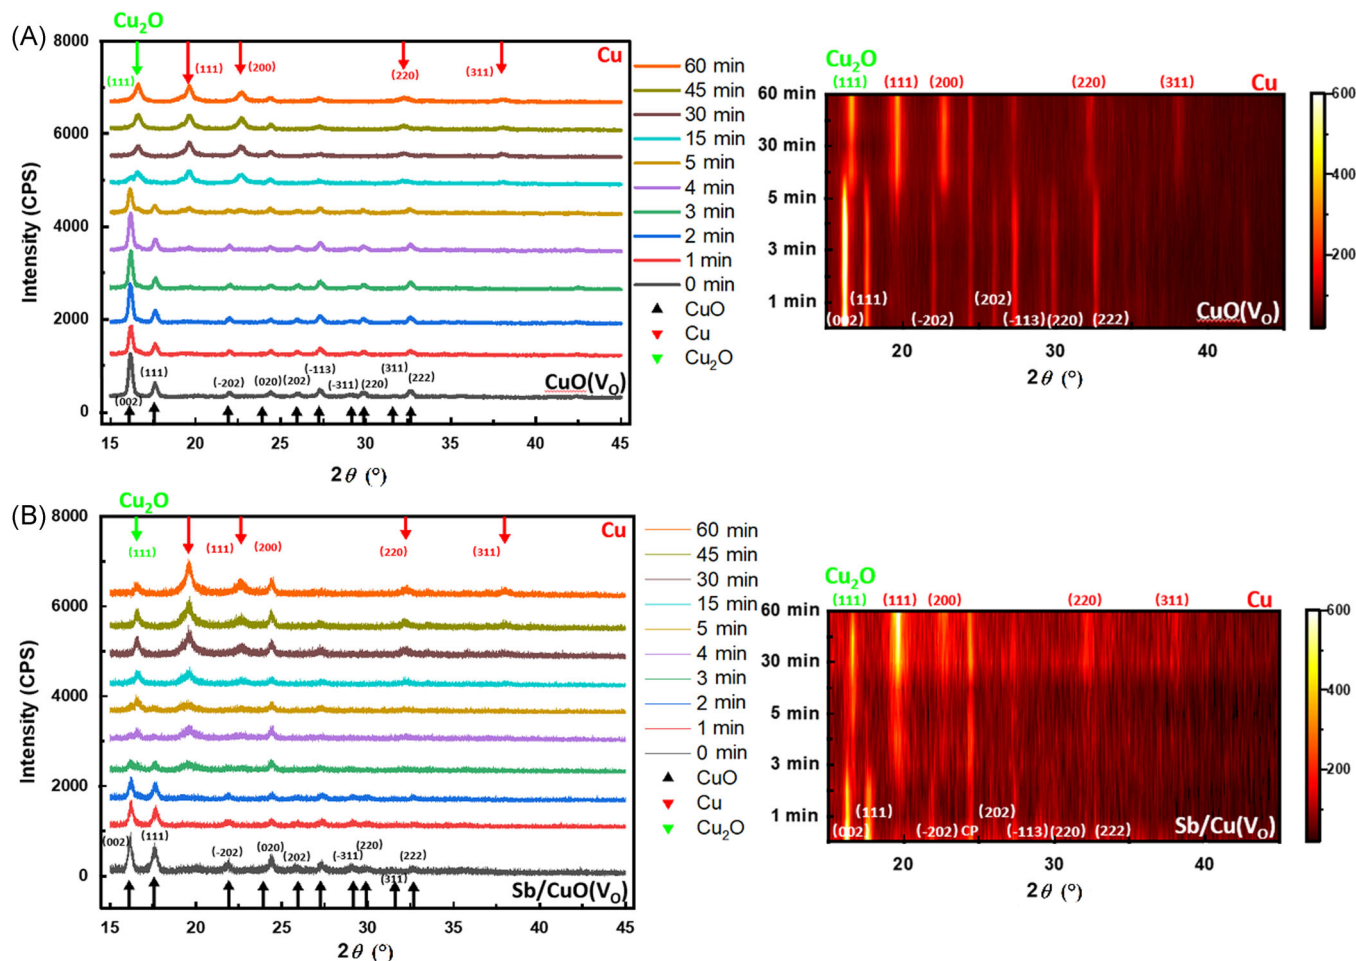 (A)
Cu₂O
8000
6000
4000
2000
0
Intensity (CPS)
Cu
(111)
(111)
(200)
(220)
(311)
(002)
(111)
(-202)
(020)
(202)
(-113)
(-311)
(220)
(311)
(222)
CuO(V₀)
15 20 25 30 35 40 45
2θ (°)
60 min
45 min
30 min
15 min
5 min
4 min
3 min
2 min
1 min
0 min
CuO
Cu
Cu₂O
Cu₂O
(111) (111) (200) (220) (311)
Cu
60 min
30 min
5 min
3 min
1 min
(111) (202)
(002) (-202) (-113) (220) (222)
CuO(V₀)
20 30 40
2θ (°)
600
400
200
(B)
Cu₂O
8000
6000
4000
2000
0
Intensity (CPS)
Cu
(111)
(111)
(200)
(220)
(311)
(002)
(111)
(-202)
(020)
(202)
(-311)
(220)
(311)
(222)
Sb/CuO(V₀)
15 20 25 30 35 40 45
2θ (°)
60 min
45 min
30 min
15 min
5 min
4 min
3 min
2 min
1 min
0 min
CuO
Cu
Cu₂O
Cu₂O
(111) (111) (200) (220) (311)
Cu
60 min
30 min
5 min
3 min
1 min
(111) (202)
(002) (-202) CP (-113) (220) (222)
Sb/Cu(V₀)
20 30 40
2θ (°)
600
400
200